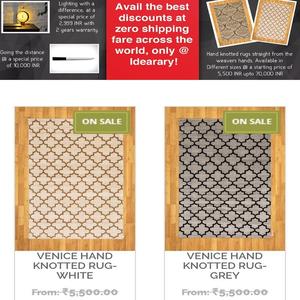 Lighting with a
difference, at a
special price of
2,999 INR with
2 years warranty.
Going the distance
@ a special price
of 10,000 INR
Avail the best
discounts at
zero shipping
fare across the
world, only @
Idearary!
Hand knotted rugs straight from the
weavers hands. Available in
Different sizes @ a starting price of
5,500 INR upto 70,000 INR
ON SALE
VENICE HAND
KNOTTED RUG-
WHITE
From: ₹5,500.00
ON SALE
VENICE HAND
KNOTTED RUG-
GREY
From: ₹5,500.00